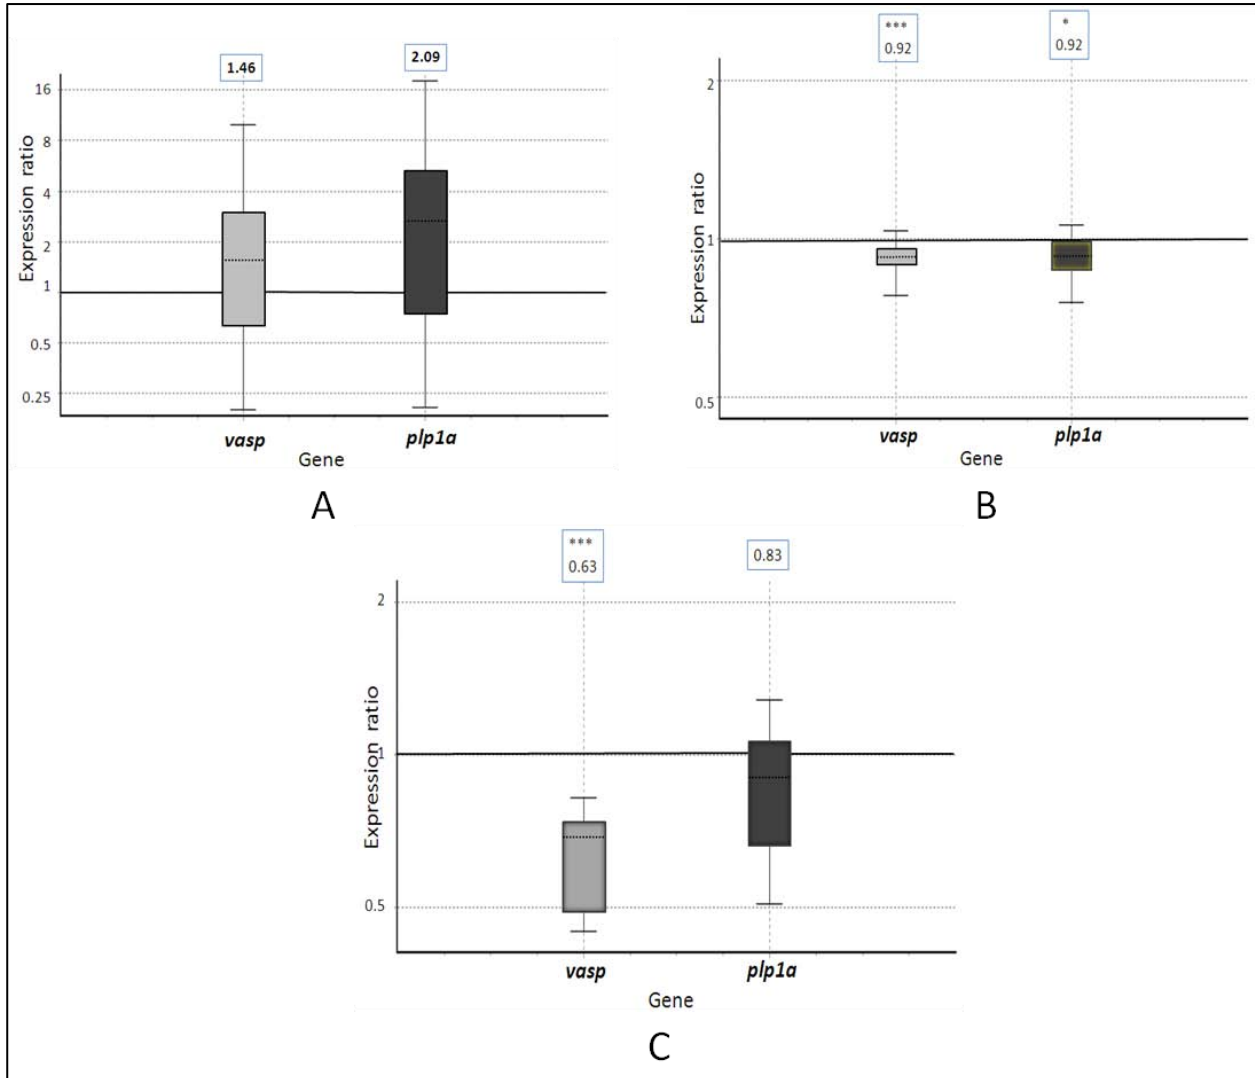 1.46
2.09
16
8
4
2
1
0.5
0.25
Expression ratio
vasp
plp1a
Gene
A
***
0.92
*
0.92
2
1
0.5
Expression ratio
vasp
plp1a
Gene
B
***
0.63
0.83
2
1
0.5
Expression ratio
vasp
plp1a
Gene
C